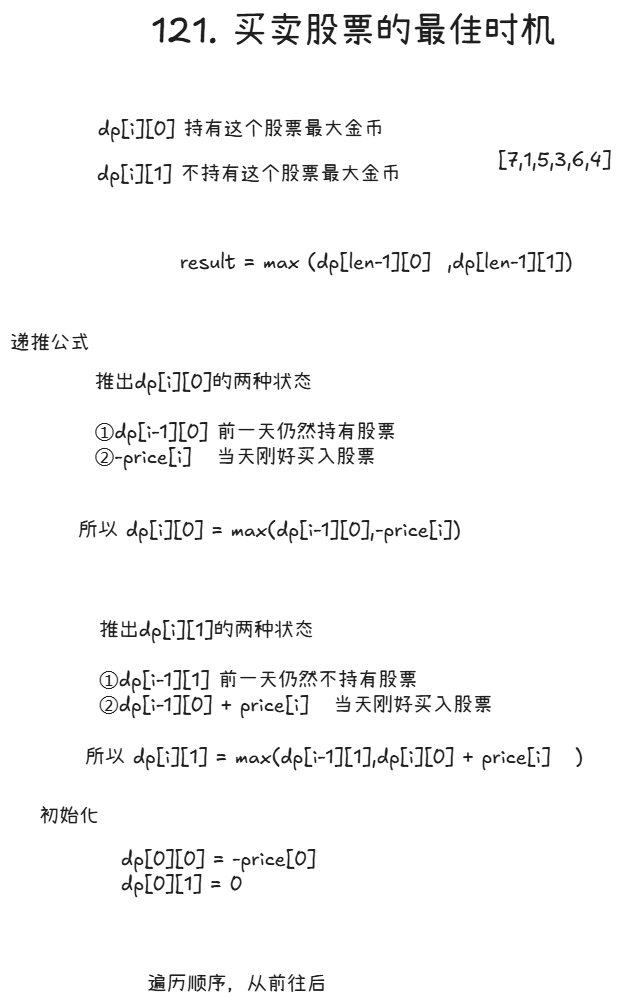 121. 买卖股票的最佳时机
dp[i][0] 持有这个股票最大金币
[7,1,5,3,6,4]
dp[i][1] 不持有这个股票最大金币
result = max (dp[len-1][0] ,dp[len-1][1])
递推公式
推出dp[i][0]的两种状态
①dp[i-1][0] 前一天仍然持有股票
②-price[i] 当天刚好买入股票
所以 dp[i][0] = max(dp[i-1][0],-price[i])
推出dp[i][1]的两种状态
①dp[i-1][1] 前一天仍然不持有股票
②dp[i-1][0] + price[i] 当天刚好买入股票
所以 dp[i][1] = max(dp[i-1][1],dp[i][0] + price[i] )
初始化
dp[0][0] = -price[0]
dp[0][1] = 0
遍历顺序，从前往后